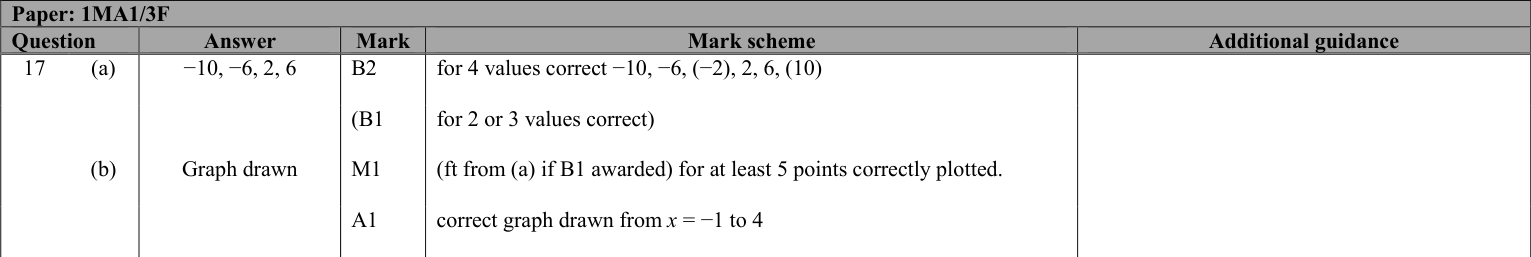 Paper: 1MA1/3F
Question Answer Mark Mark scheme Additional guidance
17 (a) −10, −6, 2, 6 B2 for 4 values correct −10, −6, (−2), 2, 6, (10)
(B1 for 2 or 3 values correct)
(b) Graph drawn M1 (ft from (a) if B1 awarded) for at least 5 points correctly plotted.
A1 correct graph drawn from x = −1 to 4